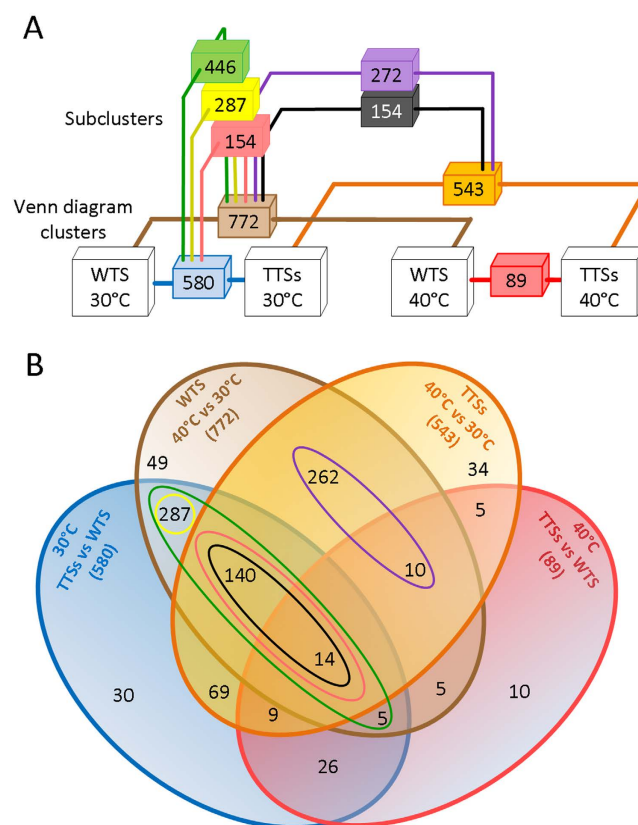 A
446
287
272
Subclusters
154
154
543
Venn diagram
clusters
772
WTS
30°C
580
TTSs
30°C
WTS
40°C
89
TTSs
40°C
B
WTS
40°C vs 30°C
(772)
TTSs
40°C vs 30°C
(543)
49
262
34
5
30°C
TTSs vs WTS
(580)
287
40°C
TTSs vs WTS
(89)
140
10
14
30
69
9
5
5
10
26